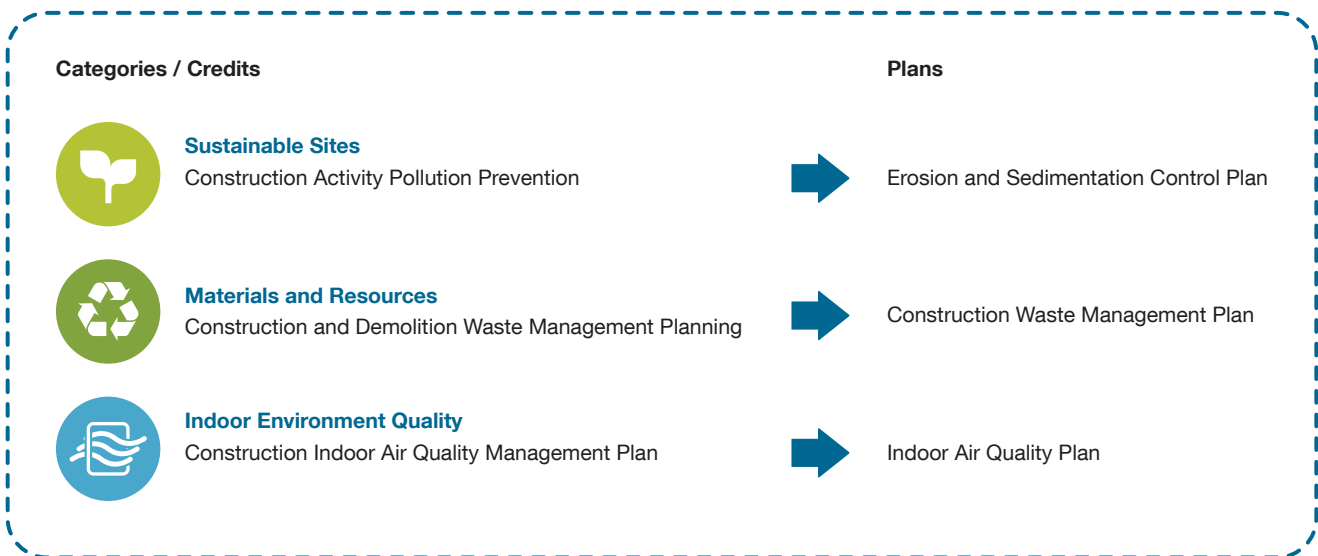 Categories / Credits
Plans
Sustainable Sites
Construction Activity Pollution Prevention
Erosion and Sedimentation Control Plan
Materials and Resources
Construction and Demolition Waste Management Planning
Construction Waste Management Plan
Indoor Environment Quality
Construction Indoor Air Quality Management Plan
Indoor Air Quality Plan